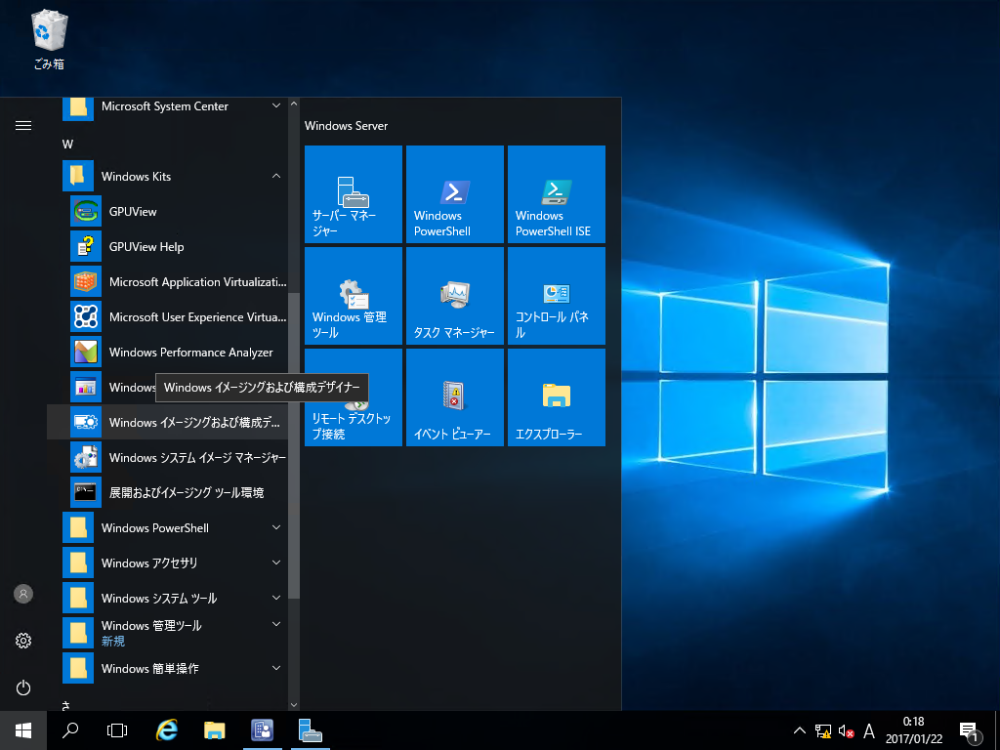 ごみ箱
Microsoft System Center
W
Windows Kits
GPUView
GPUView Help
Microsoft Application Virtualizati...
Microsoft User Experience Virtua...
Windows Performance Analyzer
Windows
Windows イメージングおよび構成デザイナー
Windows イメージングおよび構成デ...
Windows システム イメージ マネージャー
展開およびイメージング ツール環境
Windows PowerShell
Windows アクセサリ
Windows システム ツール
Windows 管理ツール
新規
Windows 簡単操作
さ
Windows Server
サーバー マネー
ジャー
Windows
PowerShell
Windows
PowerShell ISE
Windows 管理
ツール
タスク マネージャー
コントロール パネ
ル
リモート デスクトッ
プ接続
イベント ビューアー
エクスプローラー
A
0:18
2017/01/22
1